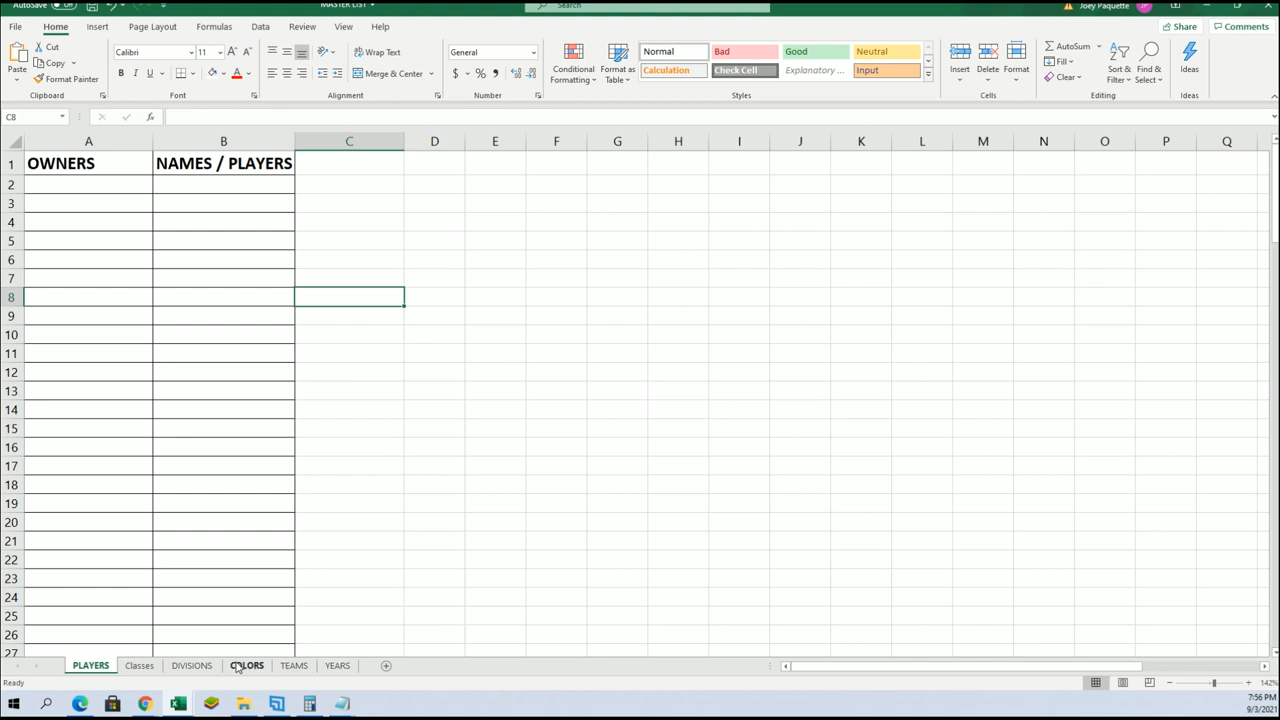 AutoSave Off MASTER LIST Search Joey Paquette JP
File Home Insert Page Layout Formulas Data Review View Help Share Comments
Paste Cut Copy Format Painter Clipboard
Calibri 11 A A B I U A Font
Wrap Text Merge & Center Alignment
General $ % , Number
Conditional Formatting Format as Table Normal Bad Good Neutral Calculation Check Cell Explanatory ... Input Styles
Insert Delete Format Cells
AutoSum Fill Clear Sort & Filter Find & Select Editing
Ideas Ideas
C8 fx
A B C D E F G H I J K L M N O P Q
1 OWNERS NAMES / PLAYERS
2
3
4
5
6
7
8
9
10
11
12
13
14
15
16
17
18
19
20
21
22
23
24
25
26
27
PLAYERS Classes DIVISIONS COLORS TEAMS YEARS
Ready 142%
7:56 PM
9/3/2021